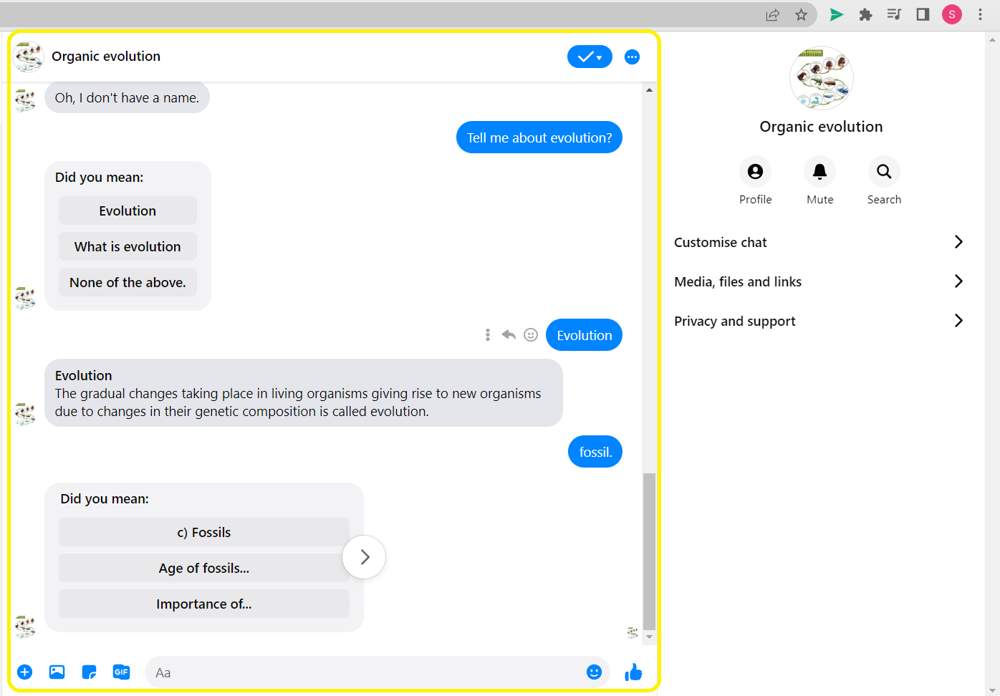 S
Organic evolution
Oh, I don't have a name.
Tell me about evolution?
Did you mean:
Evolution
What is evolution
None of the above.
Evolution
Evolution
The gradual changes taking place in living organisms giving rise to new organisms
due to changes in their genetic composition is called evolution.
fossil.
Did you mean:
c) Fossils
Age of fossils...
Importance of...
GIF
Aa
Organic evolution
Profile
Mute
Search
Customise chat
Media, files and links
Privacy and support